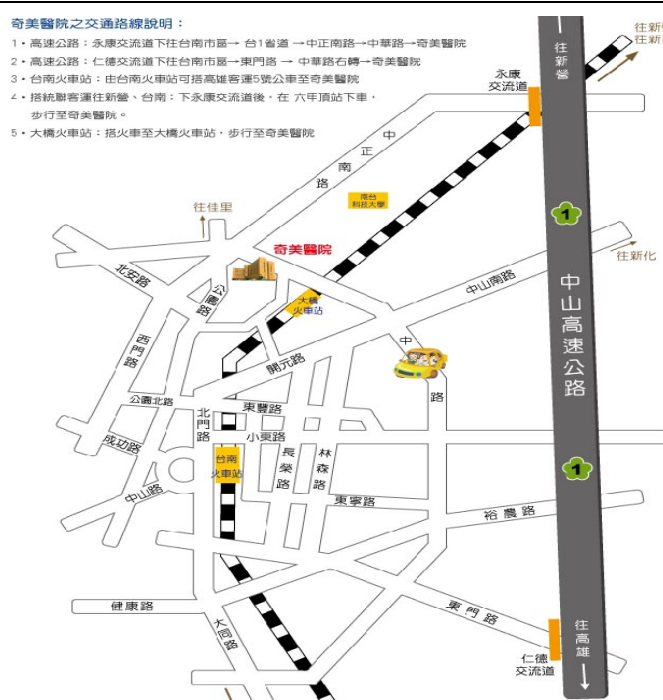 奇美醫院之交通路線說明：
1・高速公路：永康交流道下往台南市區→ 台1省道 →中正南路→中華路→奇美醫院
2・高速公路：仁德交流道下往台南市區→東門路 → 中華路右轉→奇美醫院
3・台南火車站：由台南火車站可搭高雄客運5號公車至奇美醫院
4・搭統聯客運往新營、台南：下永康交流道後，在 六年頂站下車，
步行至奇美醫院。
5・大橋火車站：搭火車至大橋火車站，步行至奇美醫院
往新營
永康
交流道
中正南路
南台
科技大學
往佳里
1
奇美醫院
往新化
北安路
公園路
中山南路
大橋
火車站
中山高速公路
西門路
中
路
開元路
公園北路
北門路
東豐路
小東路
成功路
台南
火車站
長榮路
林森路
1
中山路
東寧路
裕農路
健康路
東門路
大同路
往高雄
仁德
交流道